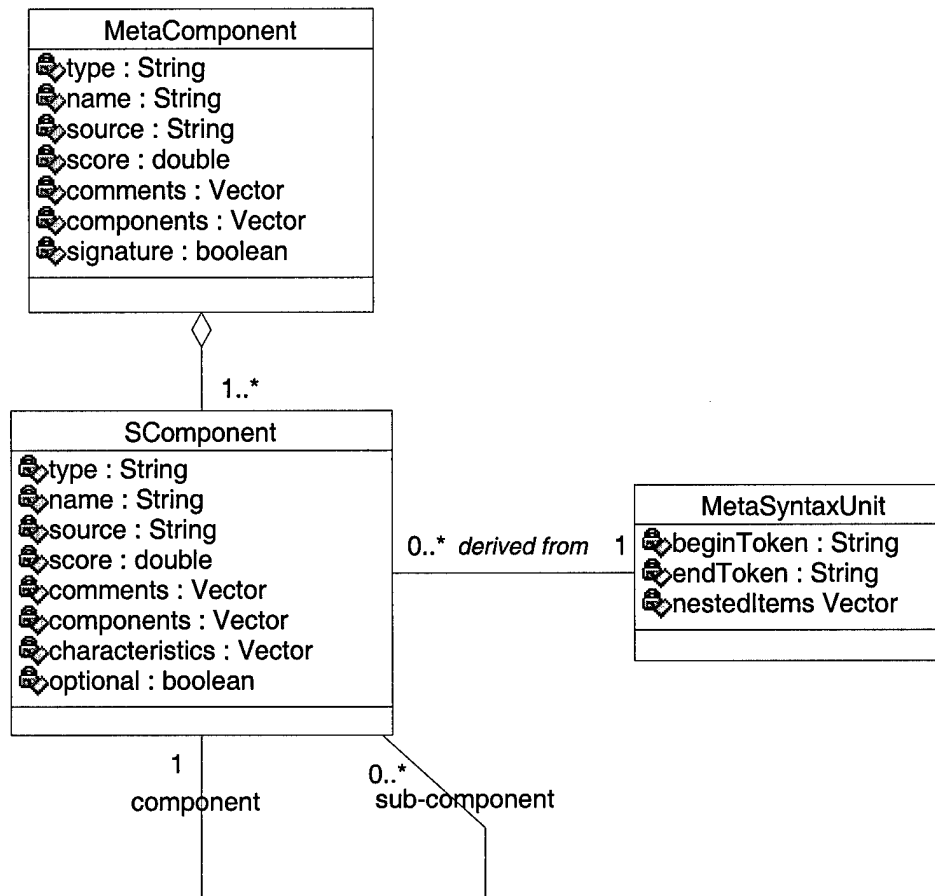 MetaComponent
type : String
name : String
source : String
score : double
comments : Vector
components : Vector
signature : boolean
1..*
SComponent
type : String
name : String
source : String
score : double
comments : Vector
components : Vector
characteristics : Vector
optional : boolean
0..* derived from 1
MetaSyntaxUnit
beginToken : String
endToken : String
nestedItems Vector
1
component
0..*
sub-component